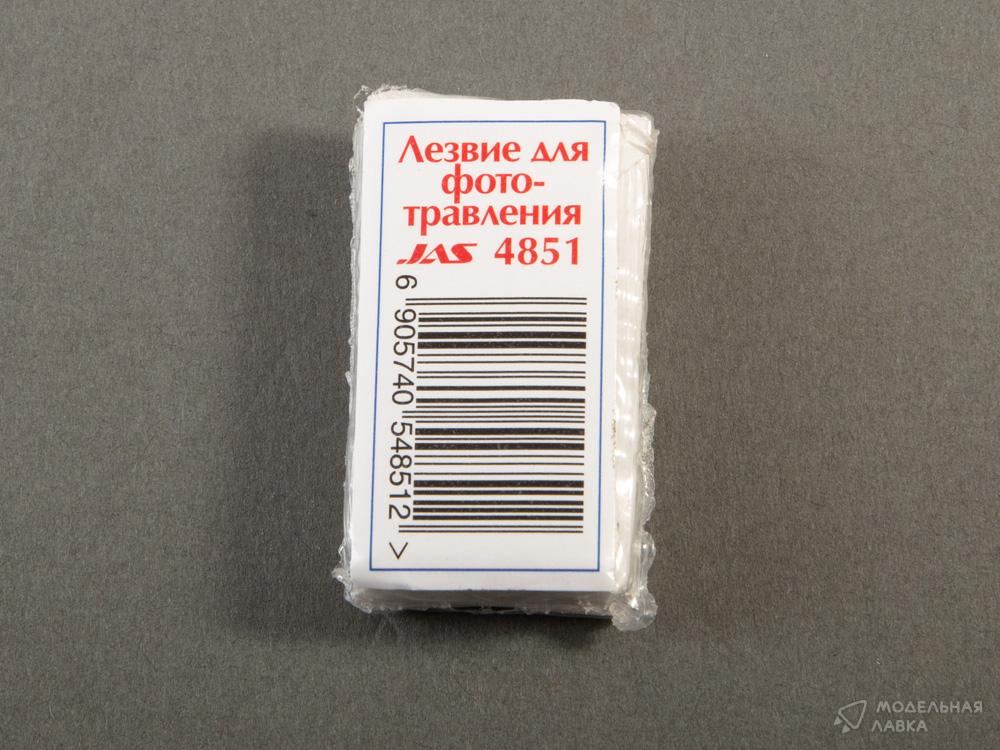 Лезвие для
фото-
травления
JAS 4851
6 905740 548512 >
МОДЕЛЬНАЯ
ЛАВКА